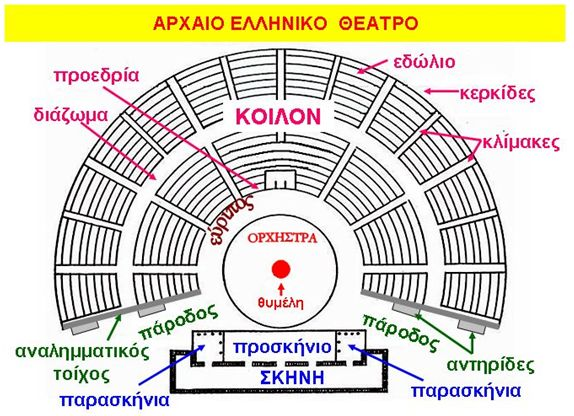 ΑΡΧΑΙΟ ΕΛΛΗΝΙΚΟ ΘΕΑΤΡΟ
προεδρία
εδώλιο
κερκίδες
διάζωμα
ΚΟΙΛΟΝ
κλίμακες
εύριπος
ΟΡΧΗΣΤΡΑ
θυμέλη
πάροδος
πάροδος
αναλημματικός
τοίχος
προσκήνιο
αντηρίδες
ΣΚΗΝΗ
παρασκήνια
παρασκήνια